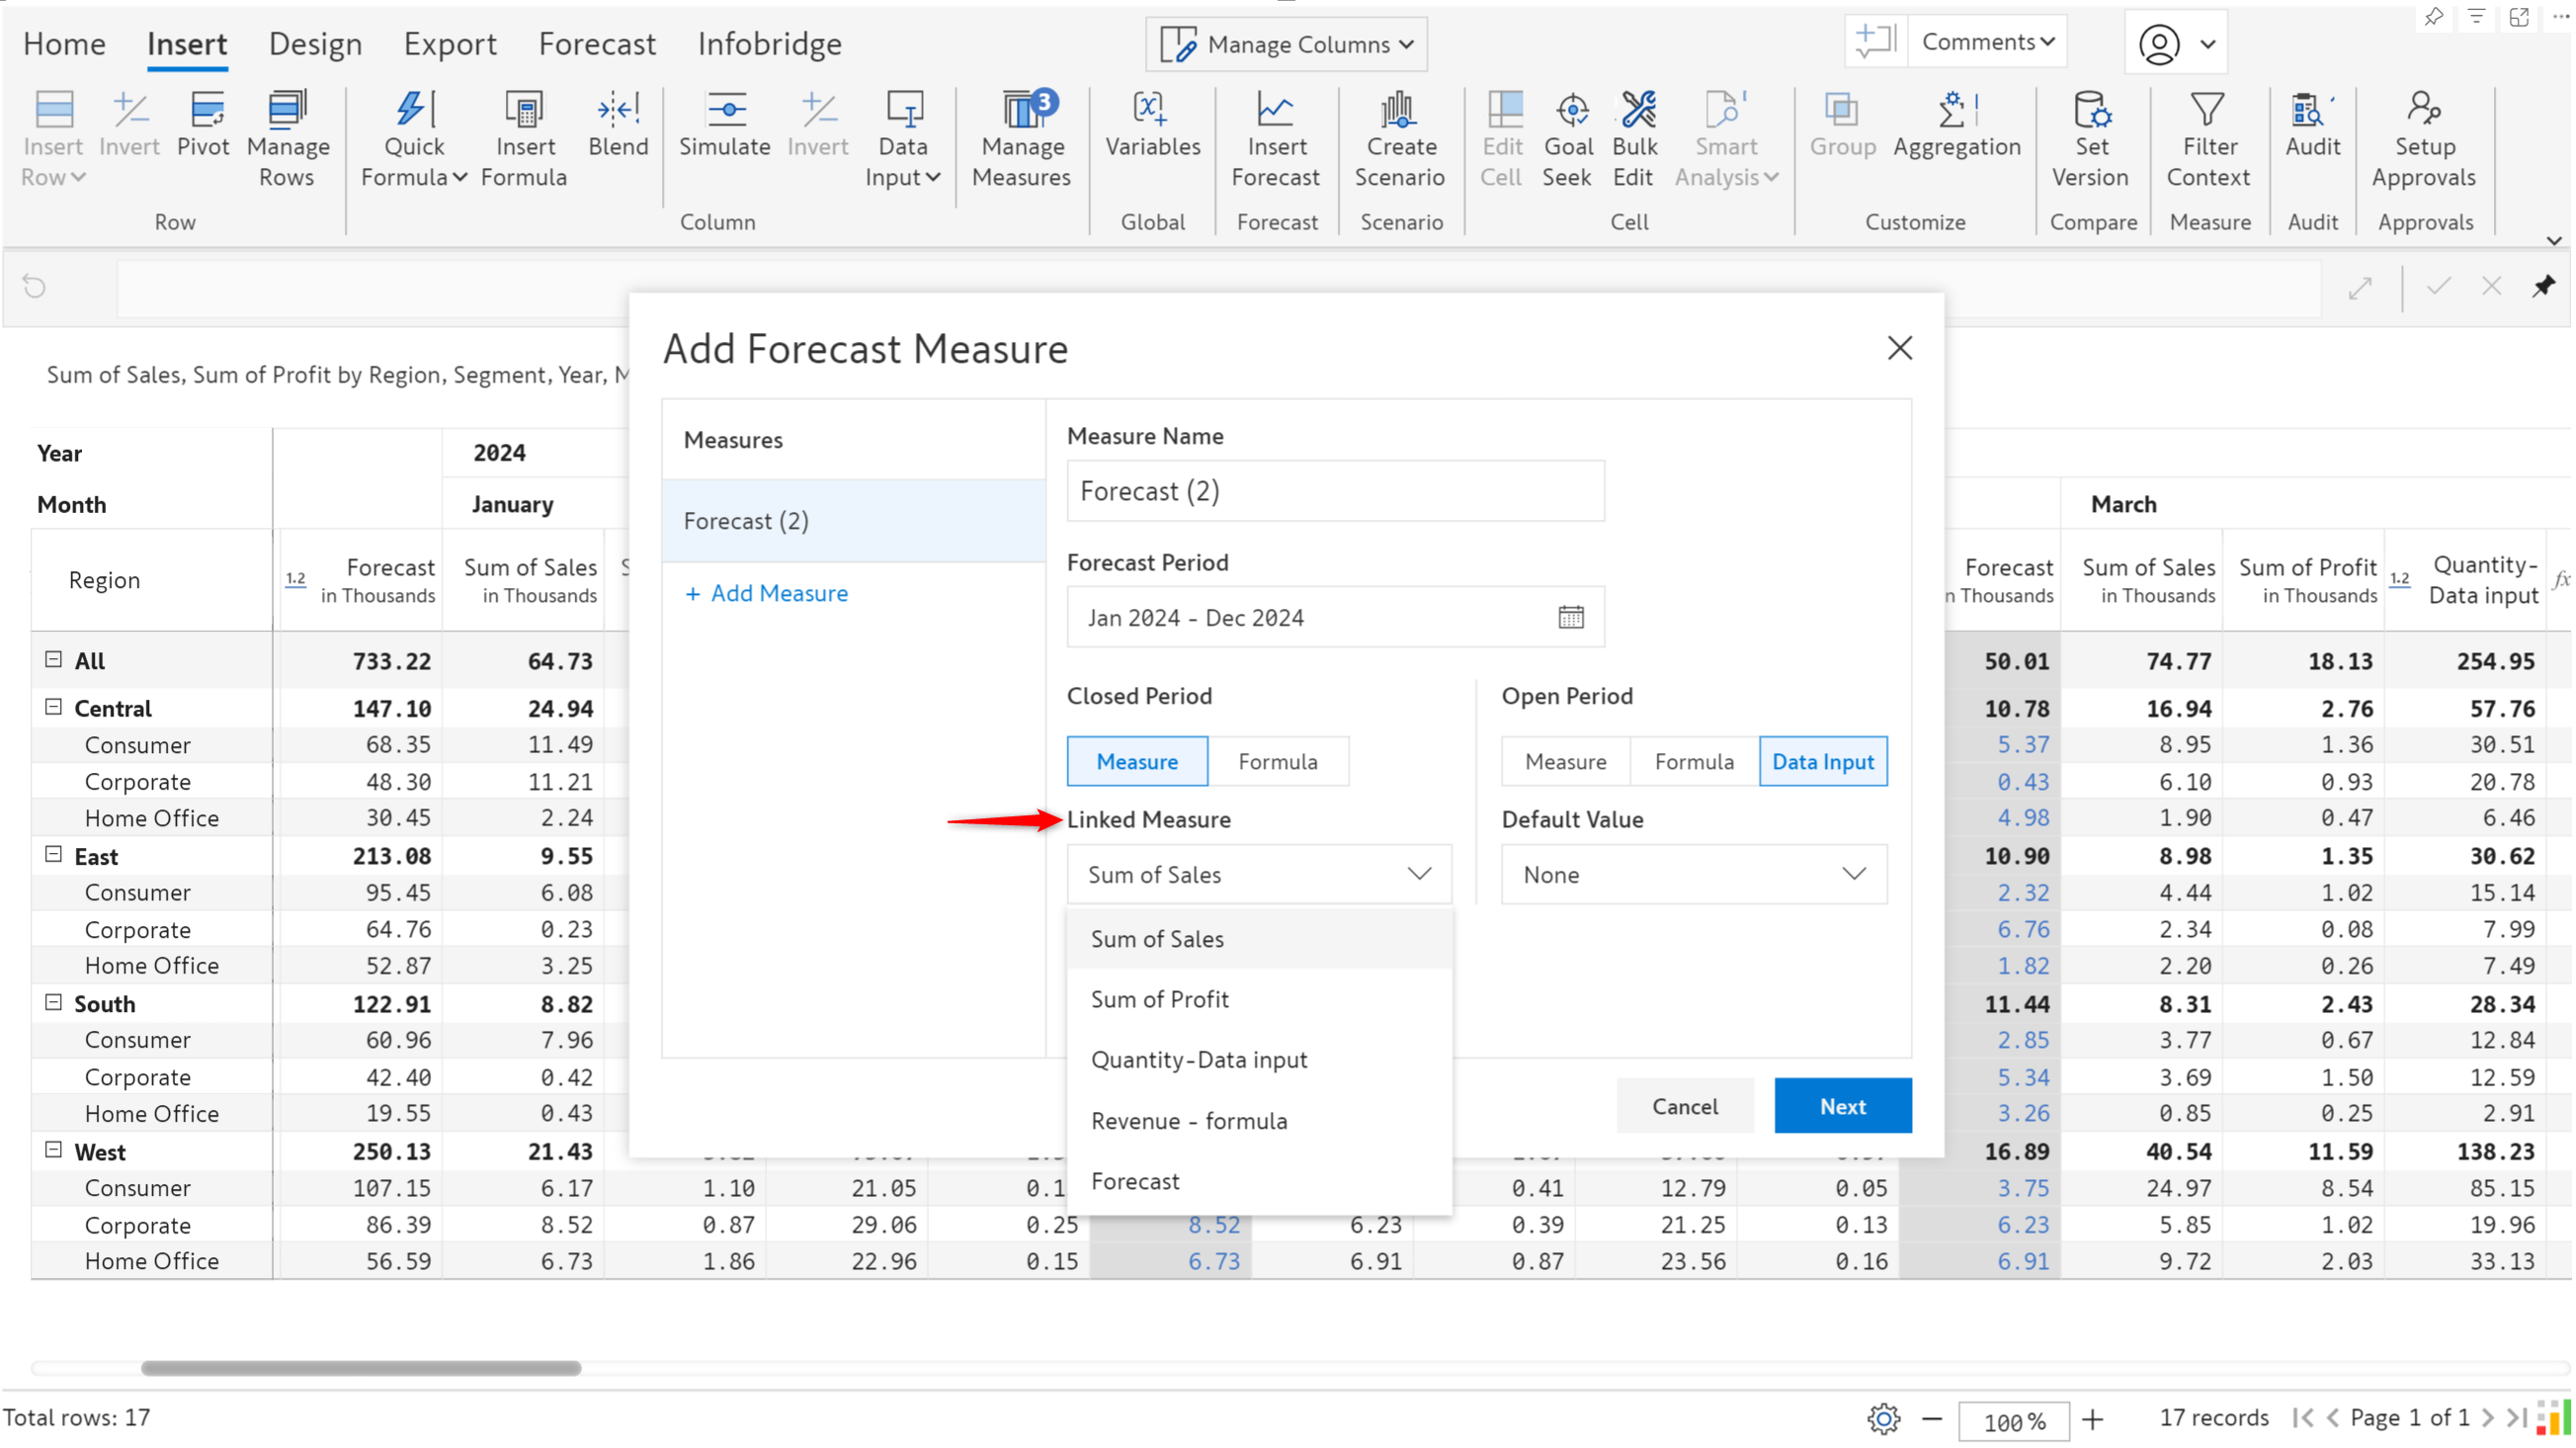 Home Insert Design Export Forecast Infobridge Manage Columns Comments
Insert Row Invert Pivot Manage Rows Quick Formula Insert Formula Blend Simulate Invert Data Input 3 Manage Measures Variables Insert Forecast Create Scenario Edit Cell Goal Seek Bulk Edit Smart Analysis Group Aggregation Set Version Filter Context Audit Setup Approvals
Row Column Global Forecast Scenario Cell Customize Compare Measure Audit Approvals
Sum of Sales, Sum of Profit by Region, Segment, Year,
Add Forecast Measure
Measures
Forecast (2)
+ Add Measure
Measure Name
Forecast (2)
Forecast Period
Jan 2024 - Dec 2024
Closed Period
Measure Formula
Linked Measure
Sum of Sales
Sum of Sales
Sum of Profit
Quantity-Data input
Revenue - formula
Forecast
Open Period
Measure Formula Data Input
Default Value
None
Cancel Next
Year 2024
Month January March
Region 1.2 Forecast in Thousands Sum of Sales in Thousands Forecast n Thousands Sum of Sales in Thousands Sum of Profit in Thousands 1.2 Quantity-Data input fx
All 733.22 64.73 50.01 74.77 18.13 254.95
Central 147.10 24.94 10.78 16.94 2.76 57.76
Consumer 68.35 11.49 5.37 8.95 1.36 30.51
Corporate 48.30 11.21 0.43 6.10 0.93 20.78
Home Office 30.45 2.24 4.98 1.90 0.47 6.46
East 213.08 9.55 10.90 8.98 1.35 30.62
Consumer 95.45 6.08 2.32 4.44 1.02 15.14
Corporate 64.76 0.23 6.76 2.34 0.08 7.99
Home Office 52.87 3.25 1.82 2.20 0.26 7.49
South 122.91 8.82 11.44 8.31 2.43 28.34
Consumer 60.96 7.96 2.85 3.77 0.67 12.84
Corporate 42.40 0.42 5.34 3.69 1.50 12.59
Home Office 19.55 0.43 3.26 0.85 0.25 2.91
West 250.13 21.43 16.89 40.54 11.59 138.23
Consumer 107.15 6.17 1.10 21.05 0.1 0.41 12.79 0.05 3.75 24.97 8.54 85.15
Corporate 86.39 8.52 0.87 29.06 0.25 8.52 6.23 0.39 21.25 0.13 6.23 5.85 1.02 19.96
Home Office 56.59 6.73 1.86 22.96 0.15 6.73 6.91 0.87 23.56 0.16 6.91 9.72 2.03 33.13
Total rows: 17 100 % 17 records Page 1 of 1